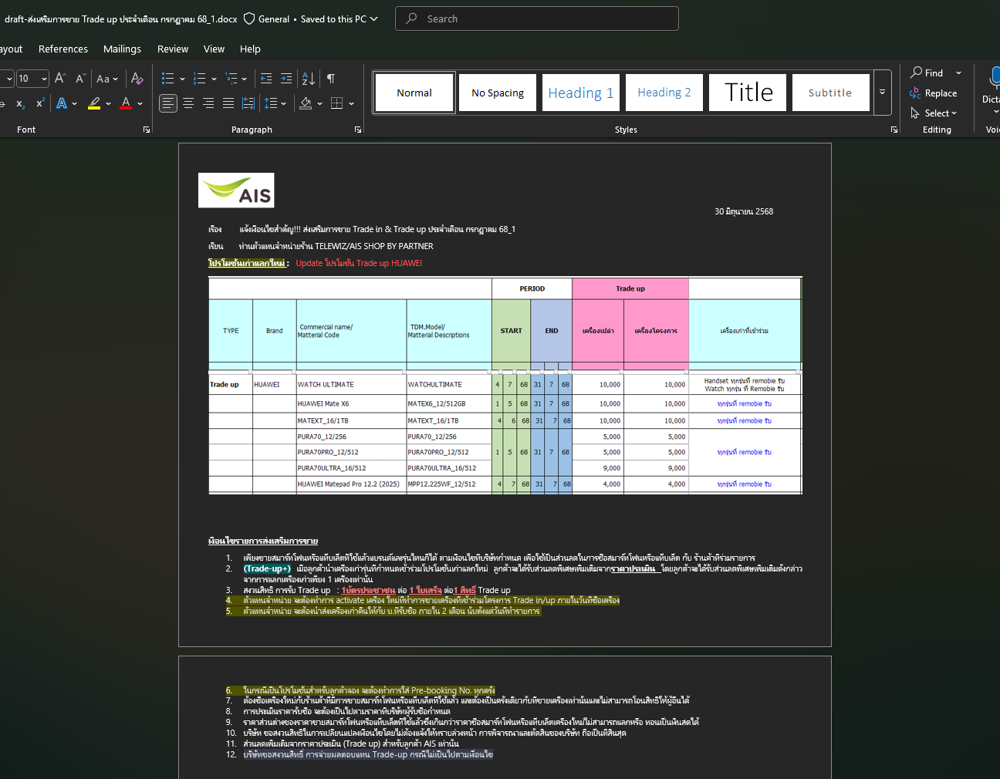 draft-ส่งเสริมการขาย Trade up ประจำเดือน กรกฎาคม 68_1.docx General • Saved to this PC Search
ayout References Mailings Review View Help
10 Aa Find
Normal No Spacing Heading 1 Heading 2 Title Subtitle Replace
Dicta
Select
Font Paragraph Styles Editing Voi
AIS
30 มิถุนายน 2568
เรื่อง แจ้งเงื่อนไขสำคัญ!!! ส่งเสริมการขาย Trade in & Trade up ประจำเดือน กรกฎาคม 68_1
เรียน ท่านตัวแทนจำหน่ายร้าน TELEWIZ/AIS SHOP BY PARTNER
โปรโมชั่นเก่าแลกใหม่ : Update โปรโมชั่น Trade up HUAWEI
PERIOD Trade up
TYPE Brand Commercial name/ Matterial Code TDM.Model/ Matterial Descriptions START END เครื่องเปล่า เครื่องโครงการ เครื่องเก่าที่เข้าร่วม
Trade up HUAWEI WATCH ULTIMATE WATCHULTIMATE 4 7 68 31 7 68 10,000 10,000 Handset ทุกรุ่นที่ remobie รับ
Watch ทุกรุ่น ที่ Remobie รับ
HUAWEI Mate X6 MATEX6_12/512GB 1 5 68 31 7 68 10,000 10,000 ทุกรุ่นที่ remobie รับ
MATEXT_16/1TB MATEXT_16/1TB 4 6 68 31 7 68 10,000 10,000 ทุกรุ่นที่ remobie รับ
PURA70_12/256 PURA70_12/256 5,000 5,000
PURA70PRO_12/512 PURA70PRO_12/512 1 5 68 31 7 68 5,000 5,000 ทุกรุ่นที่ remobie รับ
PURA70ULTRA_16/512 PURA70ULTRA_16/512 9,000 9,000
HUAWEI Matepad Pro 12.2 (2025) MPP12.225WF_12/512 4 7 68 31 7 68 4,000 4,000 ทุกรุ่นที่ remobie รับ
เงื่อนไขรายการส่งเสริมการขาย
1. เพียงขายสมาร์ทโฟนหรือแท็บเล็ตที่ใช้แล้วแบรนด์และรุ่นไหนก็ได้ ตามเงื่อนไขที่บริษัทกำหนด เพื่อใช้เป็นส่วนลดในการซื้อสมาร์ทโฟนหรือแท็บเล็ต กับ ร้านค้าที่ร่วมรายการ
2. (Trade-up+) เมื่อลูกค้านำเครื่องเก่ารุ่นที่กำหนดเข้าร่วมโปรโมชั่นเก่าแลกใหม่ ลูกค้าจะได้รับส่วนลดพิเศษเพิ่มเติมจากราคาประเมิน โดยลูกค้าจะได้รับส่วนลดพิเศษเพิ่มเติมดังกล่าว
จากการแลกเครื่องเก่าเพียง 1 เครื่องเท่านั้น
3. สงวนสิทธิ์ การรับ Trade up : 1บัตรประชาชน ต่อ 1 ใบเสร็จ ต่อ1 สิทธิ์ Trade up
4. ตัวแทนจำหน่าย จะต้องทำการ activate เครื่อง ใหม่ที่ทำการขายเครื่องที่เข้าร่วมโครงการ Trade in/up ภายในวันที่ซื้อเครื่อง
5. ตัวแทนจำหน่าย จะต้องนำส่งเครื่องเก่าคืนให้กับ บ.ที่รับซื้อ ภายใน 2 เดือน นับตั้งแต่วันที่ทำรายการ
6. ในกรณีเป็นโปรโมชั่นสำหรับลูกค้าจอง จะต้องทำการใส่ Pre-booking No. ทุกครั้ง
7. ต้องซื้อเครื่องใหม่กับร้านค้าที่มีการขายสมาร์ทโฟนหรือแท็บเล็ตที่ใช้แล้ว และต้องเป็นครั้งเดียวกับที่ขายเครื่องเท่านั้นและไม่สามารถโอนสิทธิให้ผู้อื่นได้
8. การประเมินราคารับซื้อ จะต้องเป็นไปตามราคาที่บริษัทผู้รับซื้อกำหนด
9. ราคาส่วนต่างของราคาขายสมาร์ทโฟนหรือแท็บเล็ตที่ใช้แล้วซึ่งเกินกว่าราคาซื้อสมาร์ทโฟนหรือแท็บเล็ตเครื่องใหม่ไม่สามารถแลกหรือ ทอนเป็นเงินสดได้
10. บริษัท ขอสงวนสิทธิในการเปลี่ยนแปลงเงื่อนไขโดยไม่ต้องแจ้งให้ทราบล่วงหน้า การพิจารณาและตัดสินของบริษัท ถือเป็นที่สิ้นสุด
11. ส่วนลดเพิ่มเติมจากราคาประเมิน (Trade up) สำหรับลูกค้า AIS เท่านั้น
12. บริษัทขอสงวนสิทธิ์ การจ่ายผลตอบแทน Trade-up กรณีไม่เป็นไปตามเงื่อนไข